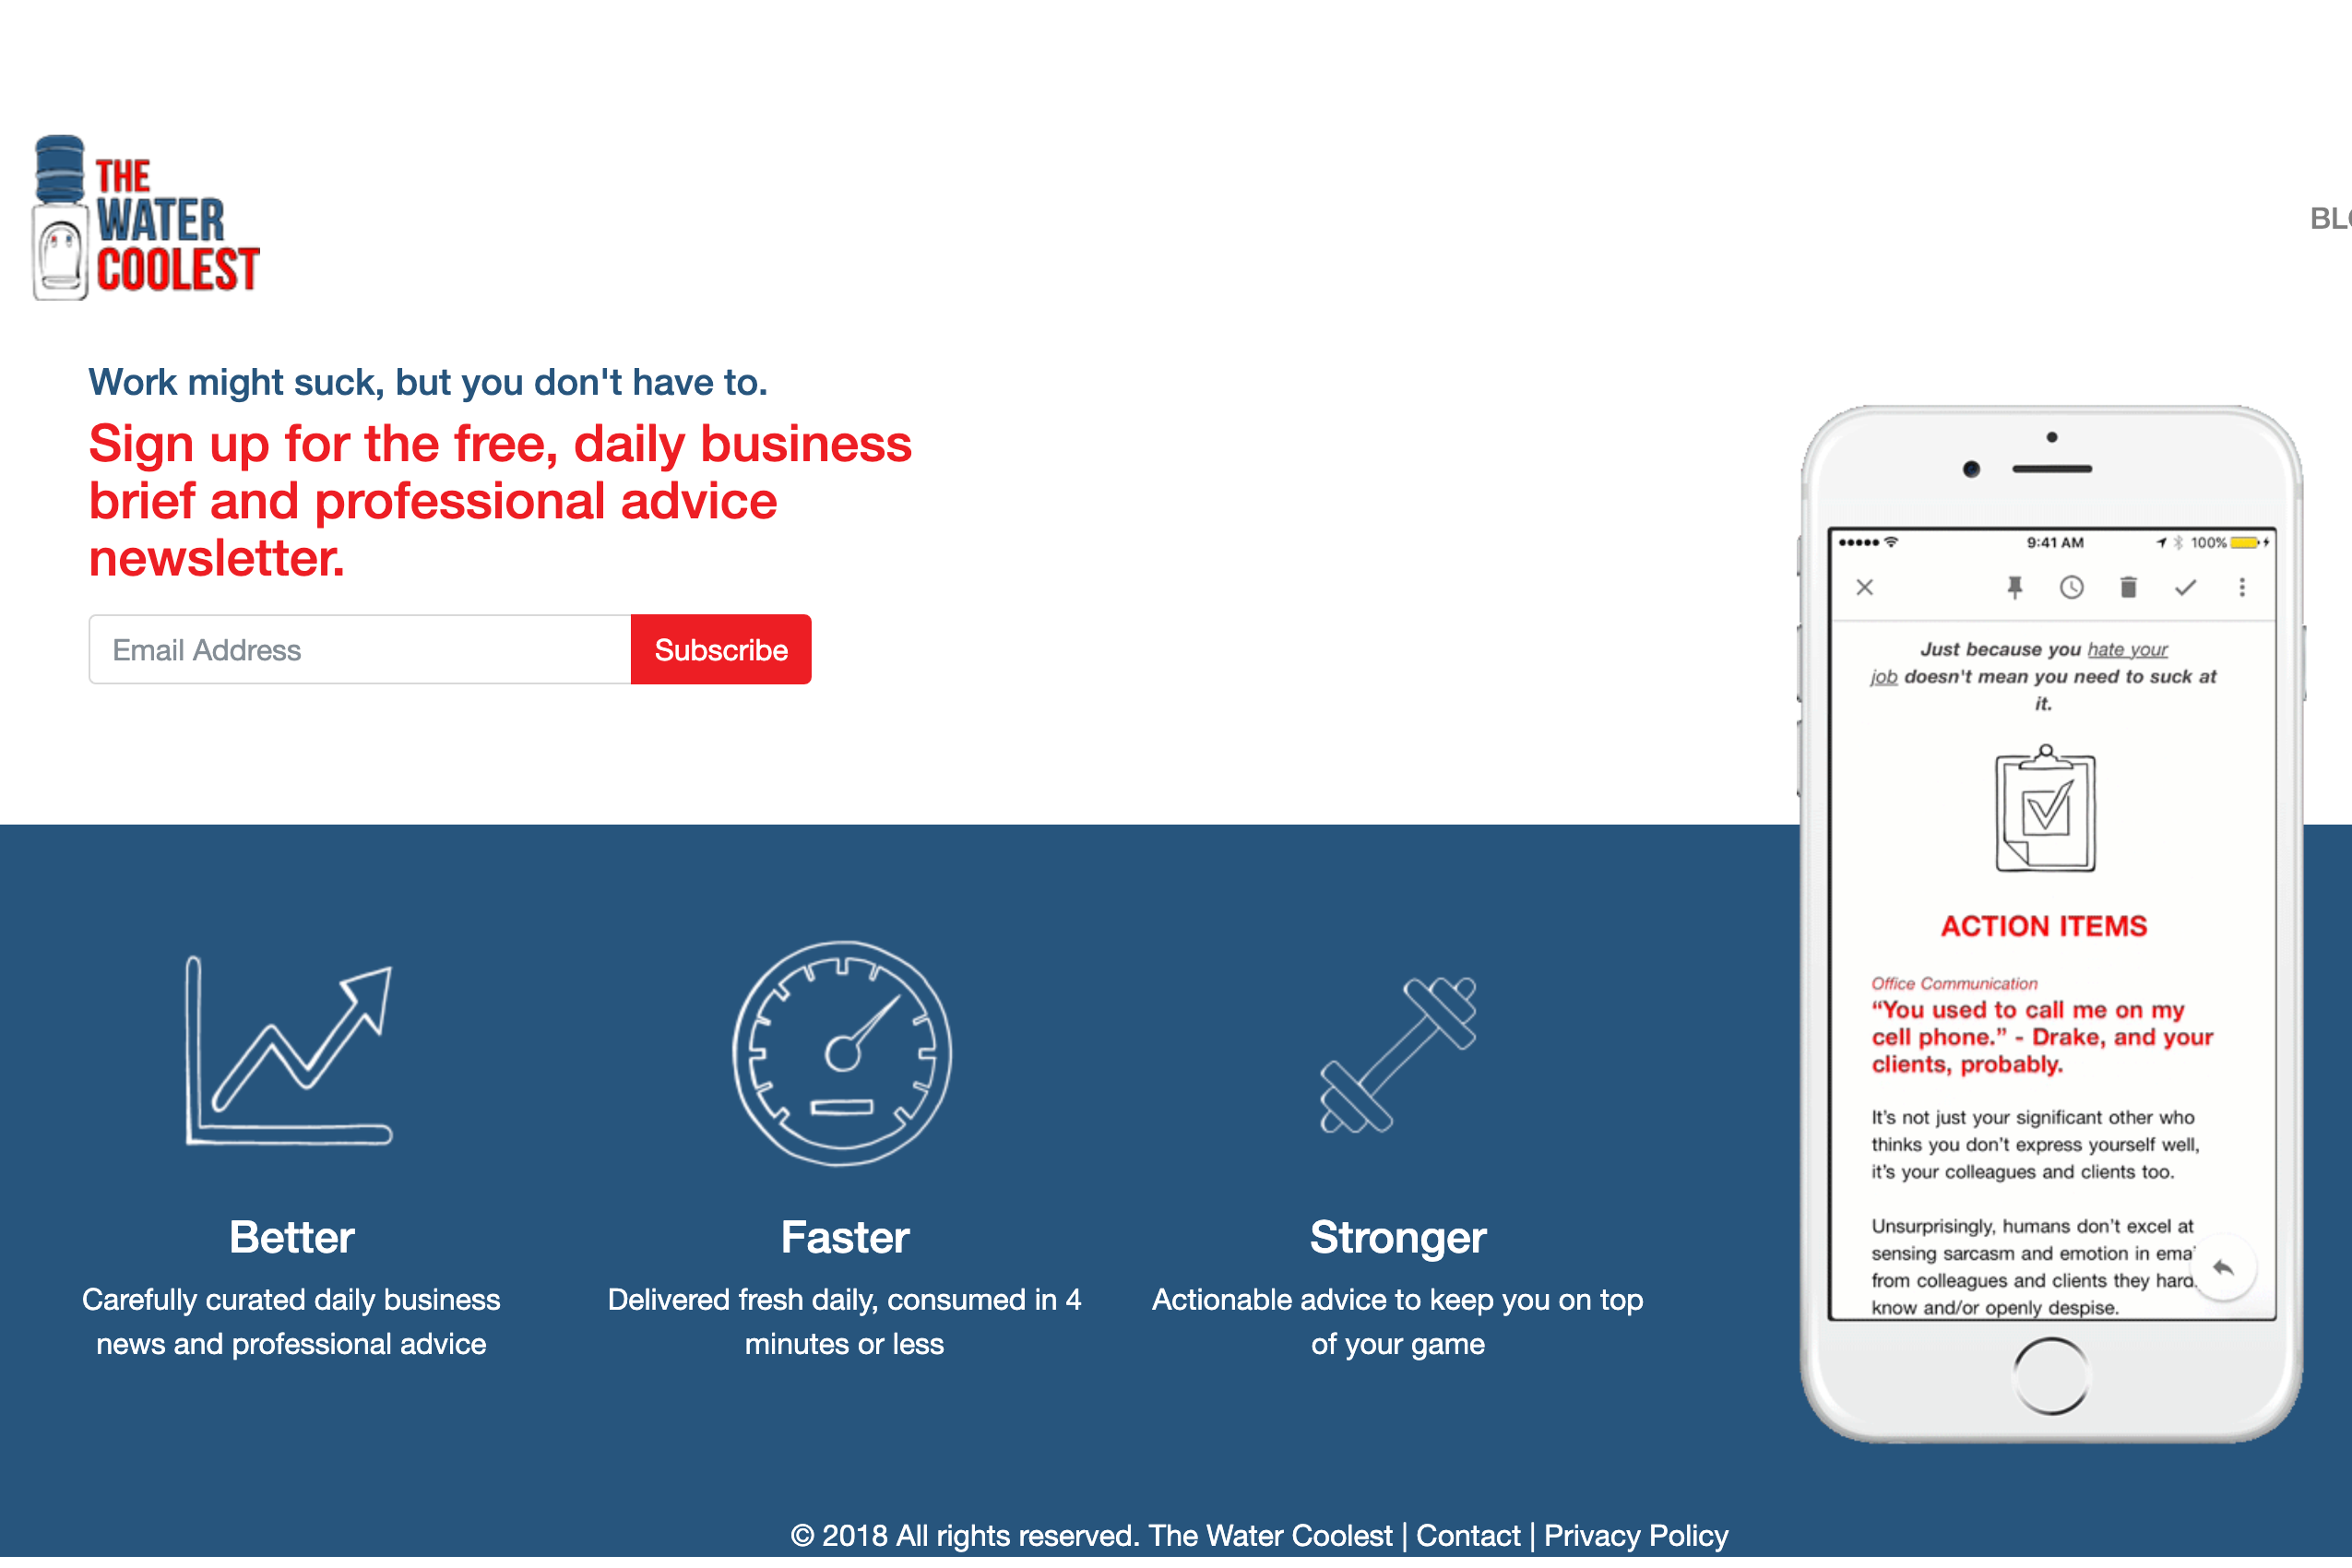 THE
WATER
COOLEST
Work might suck, but you don't have to.
Sign up for the free, daily business
brief and professional advice
newsletter.
Email Address
Subscribe
9:41 AM
100%
Just because you hate your
job doesn't mean you need to suck at
it.
ACTION ITEMS
Office Communication
“You used to call me on my
cell phone.” - Drake, and your
clients, probably.
It’s not just your significant other who
thinks you don’t express yourself well,
it’s your colleagues and clients too.
Unsurprisingly, humans don’t excel at
sensing sarcasm and emotion in
from colleagues and clients they
know and/or openly despise.
Better
Carefully curated daily business
news and professional advice
Faster
Delivered fresh daily, consumed in 4
minutes or less
Stronger
Actionable advice to keep you on top
of your game
© 2018 All rights reserved. The Water Coolest | Contact | Privacy Policy